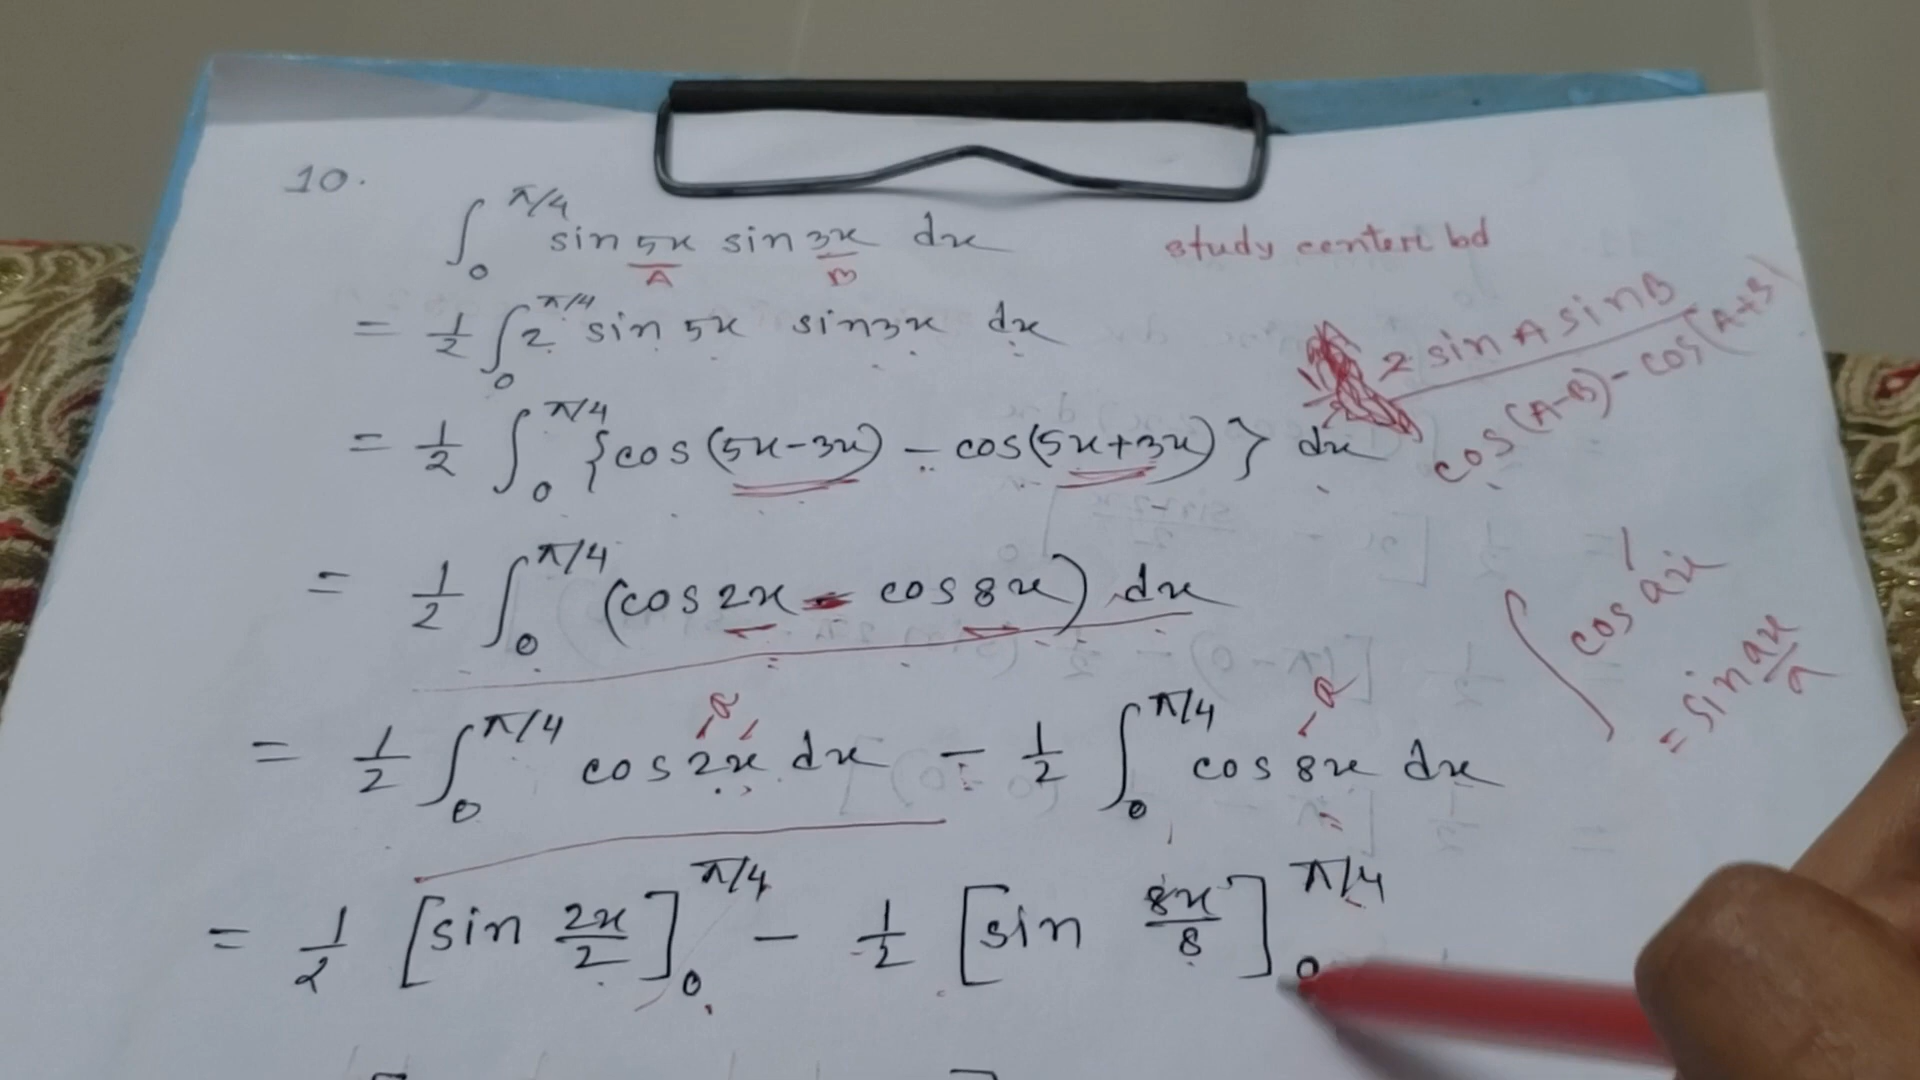 10.
∫₀^π/4 sin 5x sin 3x dx
A B
study centere bd
= 1/2 ∫₀^π/4 2 sin 5x sin3x dx
2 sin A sin B
cos(A-B) - cos(A+B)
= 1/2 ∫₀^π/4 {cos (5x-3x) - cos(5x+3x)} dx
= 1/2 ∫₀^π/4 (cos 2x - cos 8x) dx
∫ cos ax
= sin ax/a
a a
= 1/2 ∫₀^π/4 cos 2x dx - 1/2 ∫₀^π/4 cos 8x dx
= 1/2 [sin 2x/2]₀^π/4 - 1/2 [sin 8x/8]₀^π/4